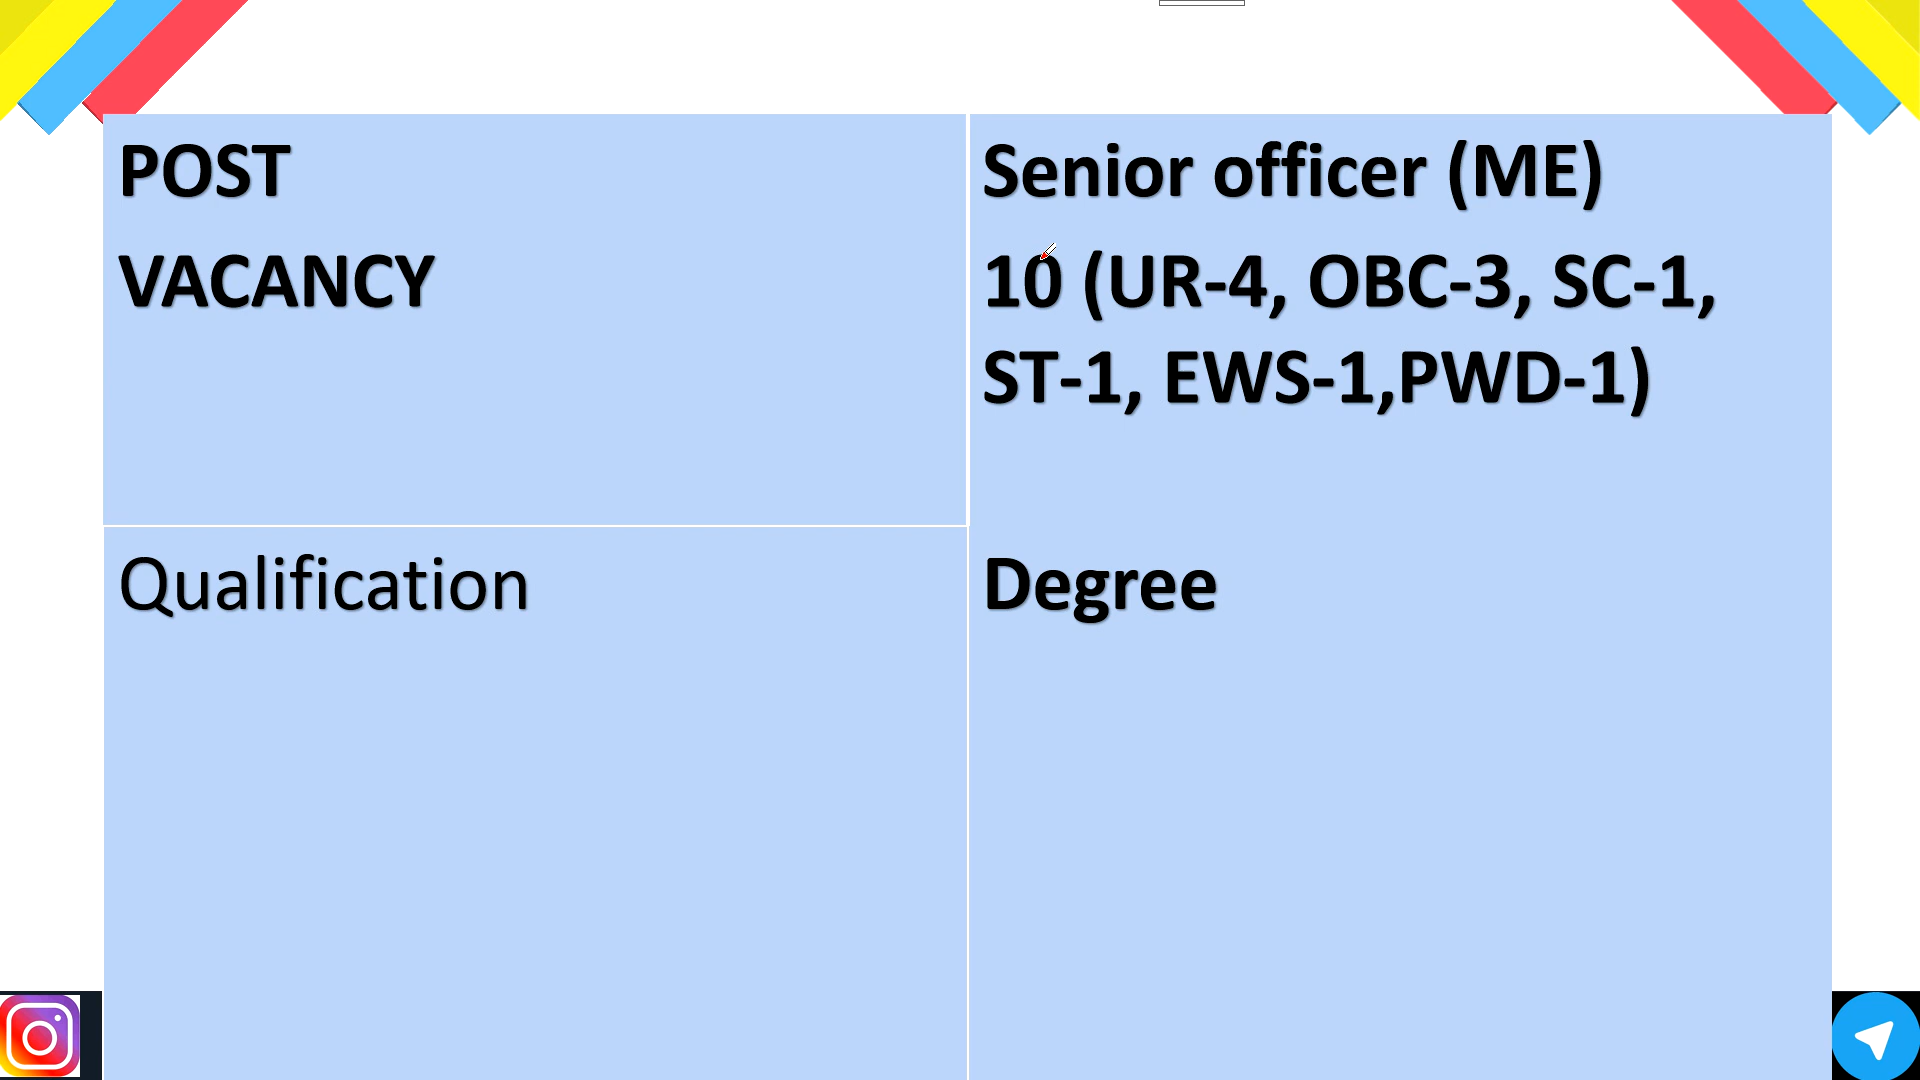 POST
Senior officer (ME)
VACANCY
10 (UR-4, OBC-3, SC-1,
ST-1, EWS-1,PWD-1)
Qualification
Degree